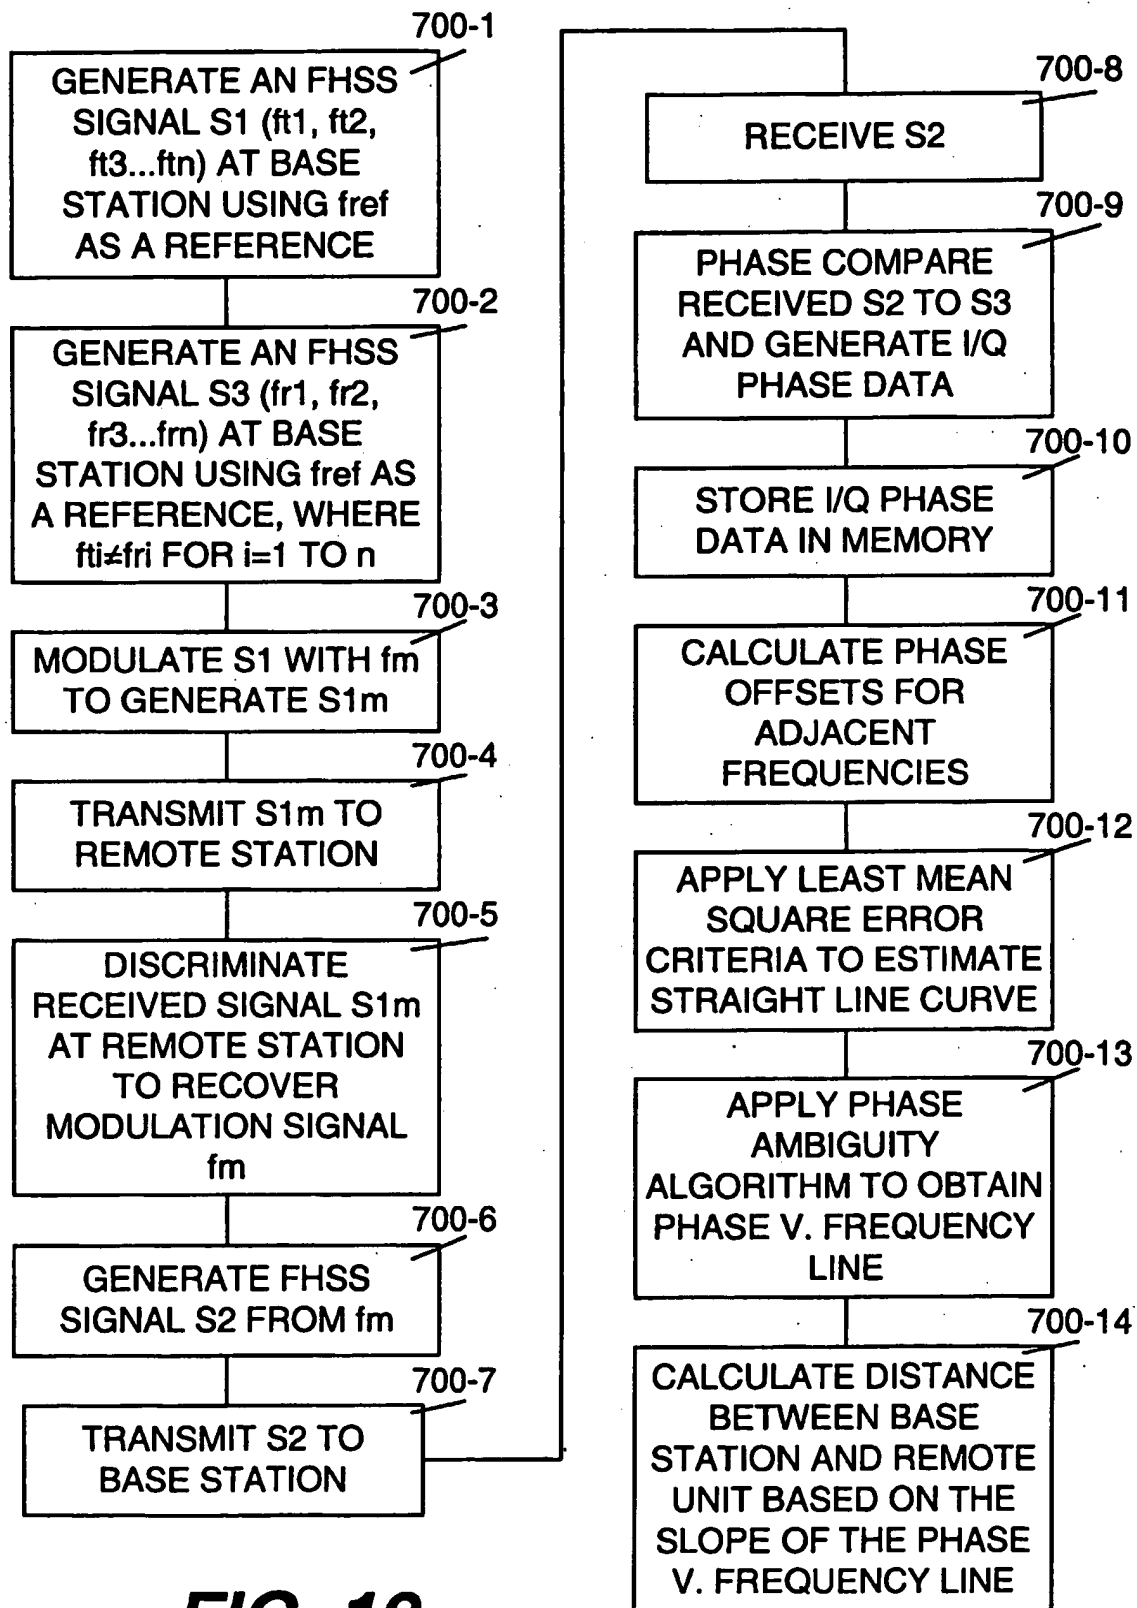 700-1
GENERATE AN FHSS
SIGNAL S1 (ft1, ft2,
ft3...ftn) AT BASE
STATION USING fref
AS A REFERENCE
700-2
GENERATE AN FHSS
SIGNAL S3 (fr1, fr2,
fr3...frn) AT BASE
STATION USING fref AS
A REFERENCE, WHERE
fti≠fri FOR i=1 TO n
700-3
MODULATE S1 WITH fm
TO GENERATE S1m
700-4
TRANSMIT S1m TO
REMOTE STATION
700-5
DISCRIMINATE
RECEIVED SIGNAL S1m
AT REMOTE STATION
TO RECOVER
MODULATION SIGNAL
fm
700-6
GENERATE FHSS
SIGNAL S2 FROM fm
700-7
TRANSMIT S2 TO
BASE STATION
700-8
RECEIVE S2
700-9
PHASE COMPARE
RECEIVED S2 TO S3
AND GENERATE I/Q
PHASE DATA
700-10
STORE I/Q PHASE
DATA IN MEMORY
700-11
CALCULATE PHASE
OFFSETS FOR
ADJACENT
FREQUENCIES
700-12
APPLY LEAST MEAN
SQUARE ERROR
CRITERIA TO ESTIMATE
STRAIGHT LINE CURVE
700-13
APPLY PHASE
AMBIGUITY
ALGORITHM TO OBTAIN
PHASE V. FREQUENCY
LINE
700-14
CALCULATE DISTANCE
BETWEEN BASE
STATION AND REMOTE
UNIT BASED ON THE
SLOPE OF THE PHASE
V. FREQUENCY LINE
FIG.